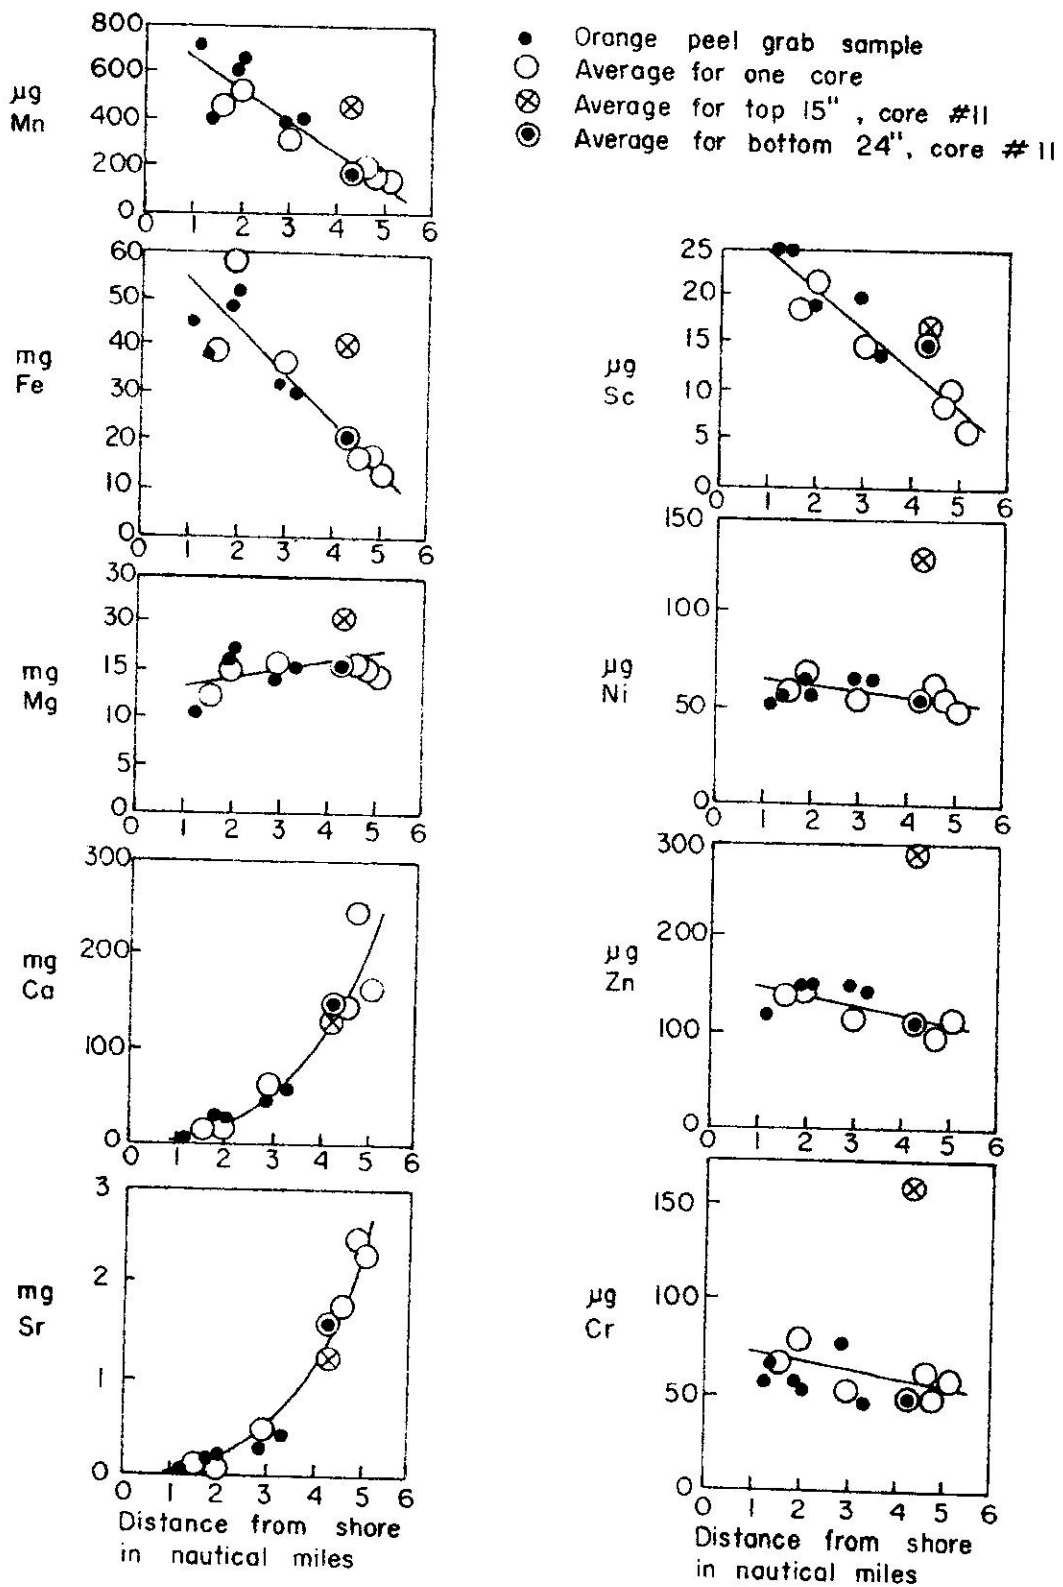 ● Orange peel grab sample
○ Average for one core
⊗ Average for top 15" , core #11
◉ Average for bottom 24", core # 11
800
600
µg
Mn
400
200
0
0 1 2 3 4 5 6
60
50
40
mg
Fe
30
20
10
0
0 1 2 3 4 5 6
30
30
mg
Mg
15
10
5
0
0 1 2 3 4 5 6
300
200
mg
Ca
100
0
0 1 2 3 4 5 6
3
2
mg
Sr
1
0
0 1 2 3 4 5 6
Distance from shore
in nautical miles
25
20
15
µg
Sc
10
5
0
0 1 2 3 4 5 6
150
100
µg
Ni
50
0
0 1 2 3 4 5 6
300
200
µg
Zn
100
0
0 1 2 3 4 5 6
150
100
µg
Cr
50
0
0 1 2 3 4 5 6
Distance from shore
in nautical miles